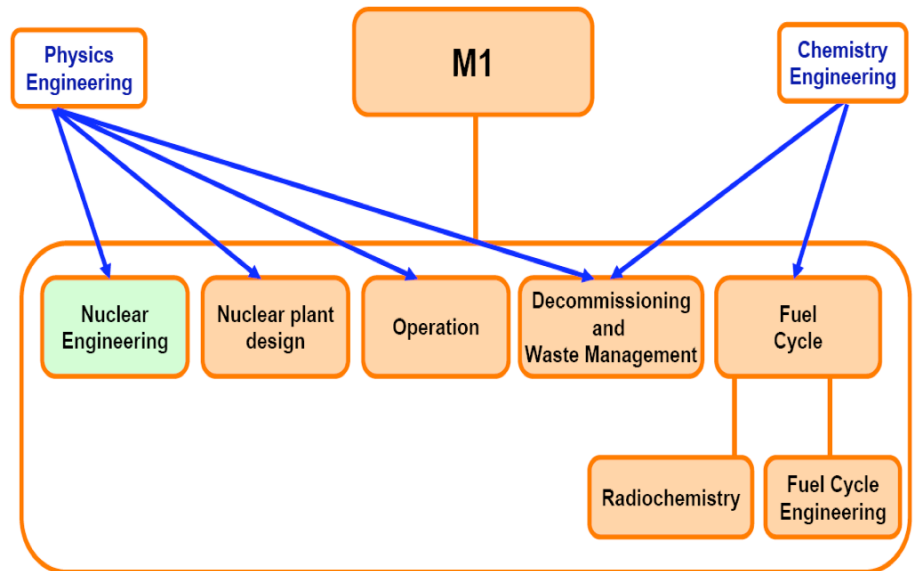 Physics
Engineering
M1
Chemistry
Engineering
Nuclear
Engineering
Nuclear plant
design
Operation
Decommissioning
and
Waste Management
Fuel
Cycle
Radiochemistry
Fuel Cycle
Engineering